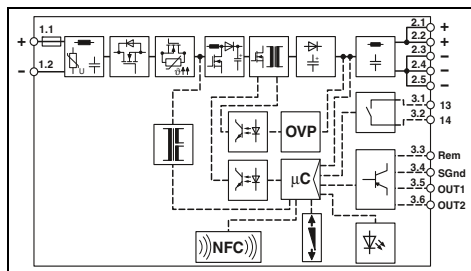 + 1.1
− 1.2
U
ϑ
2.1 +
2.2 +
2.3 −
2.4 −
2.5 −
OVP
3.1 13
3.2 14
µC
3.3 Rem
3.4 SGnd
3.5 OUT1
3.6 OUT2
NFC